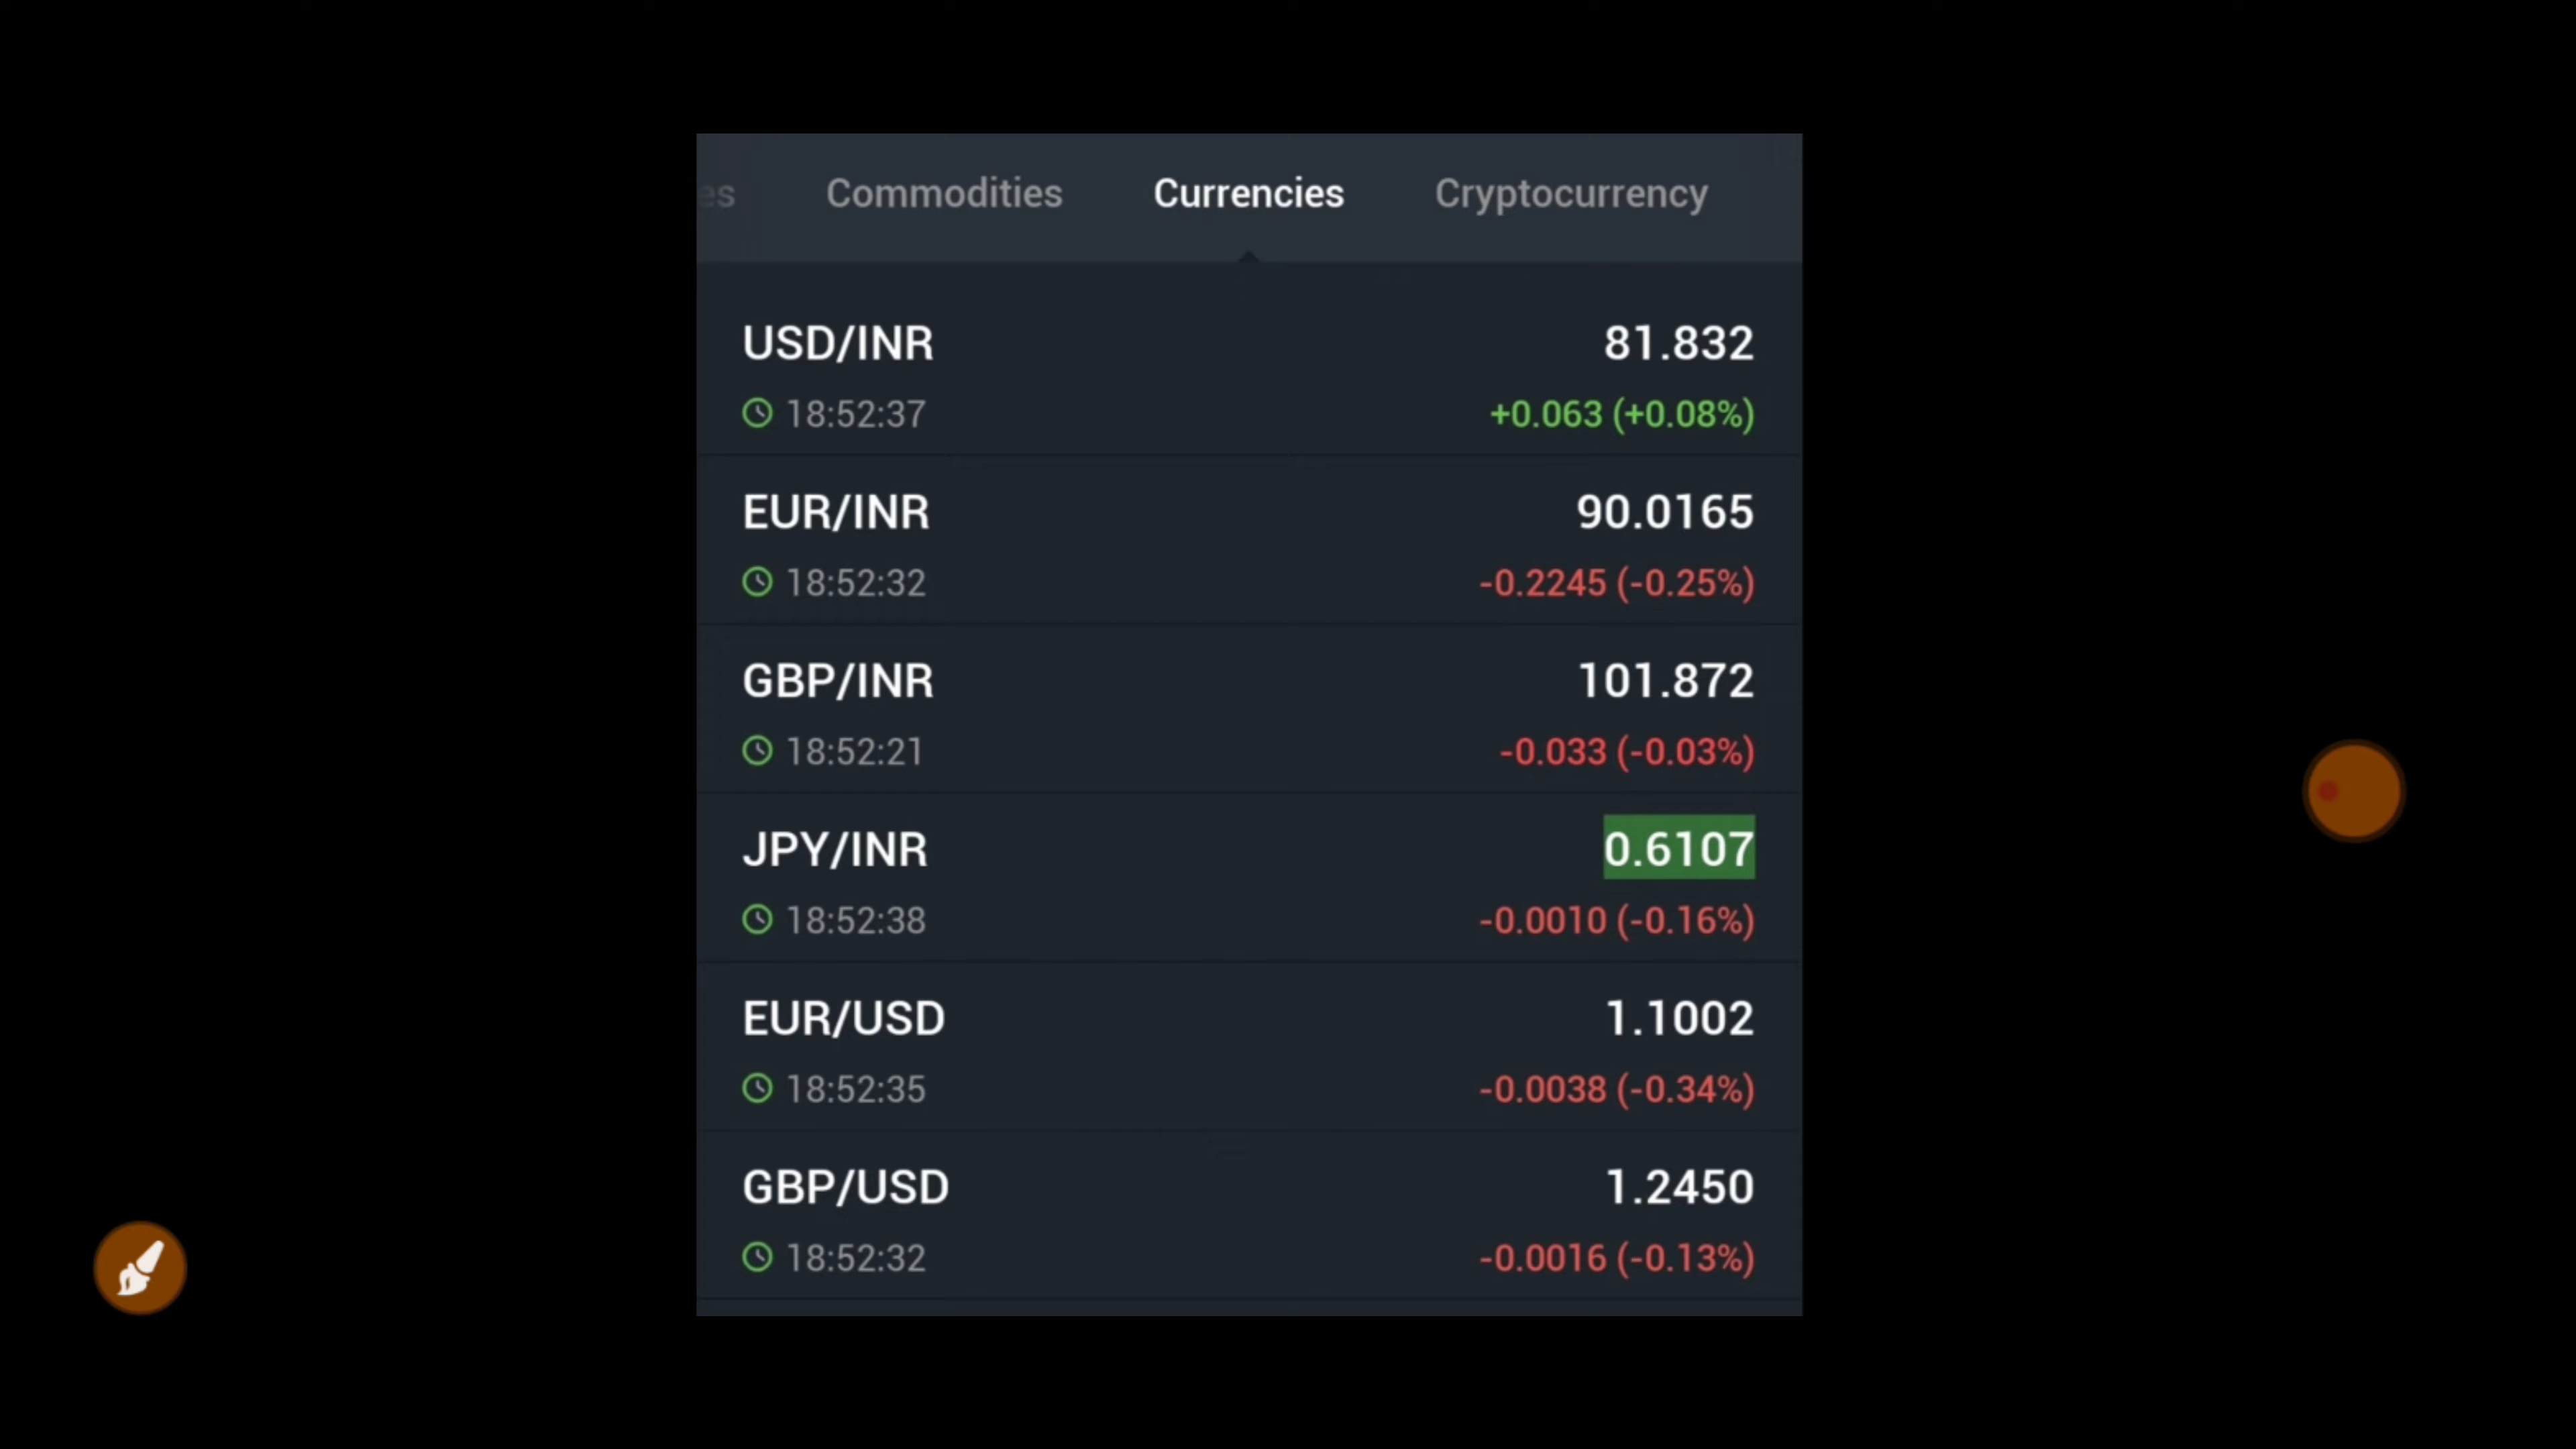 es Commodities Currencies Cryptocurrency
USD/INR 81.832
18:52:37 +0.063 (+0.08%)
EUR/INR 90.0165
18:52:32 -0.2245 (-0.25%)
GBP/INR 101.872
18:52:21 -0.033 (-0.03%)
JPY/INR 0.6107
18:52:38 -0.0010 (-0.16%)
EUR/USD 1.1002
18:52:35 -0.0038 (-0.34%)
GBP/USD 1.2450
18:52:32 -0.0016 (-0.13%)